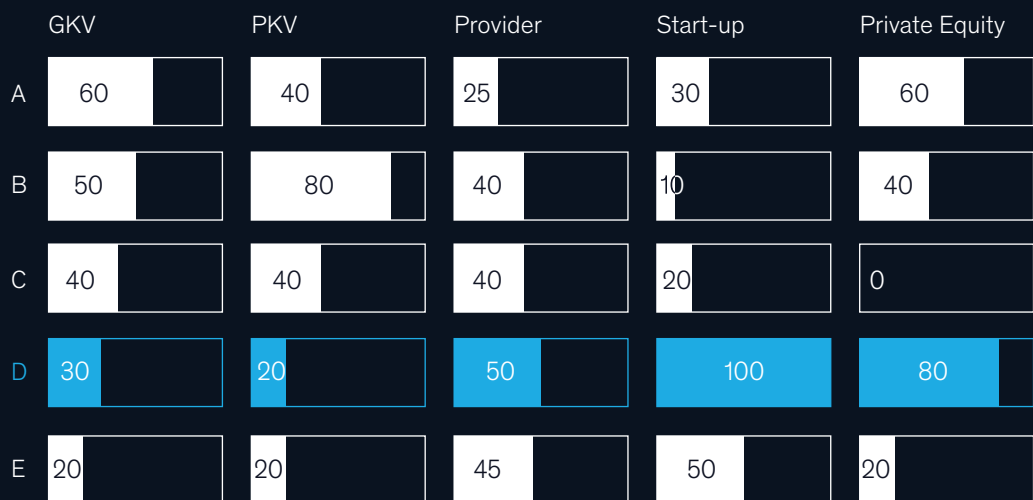 GKV PKV Provider Start-up Private Equity
A 60 40 25 30 60
B 50 80 40 10 40
C 40 40 40 20 0
D 30 20 50 100 80
E 20 20 45 50 20